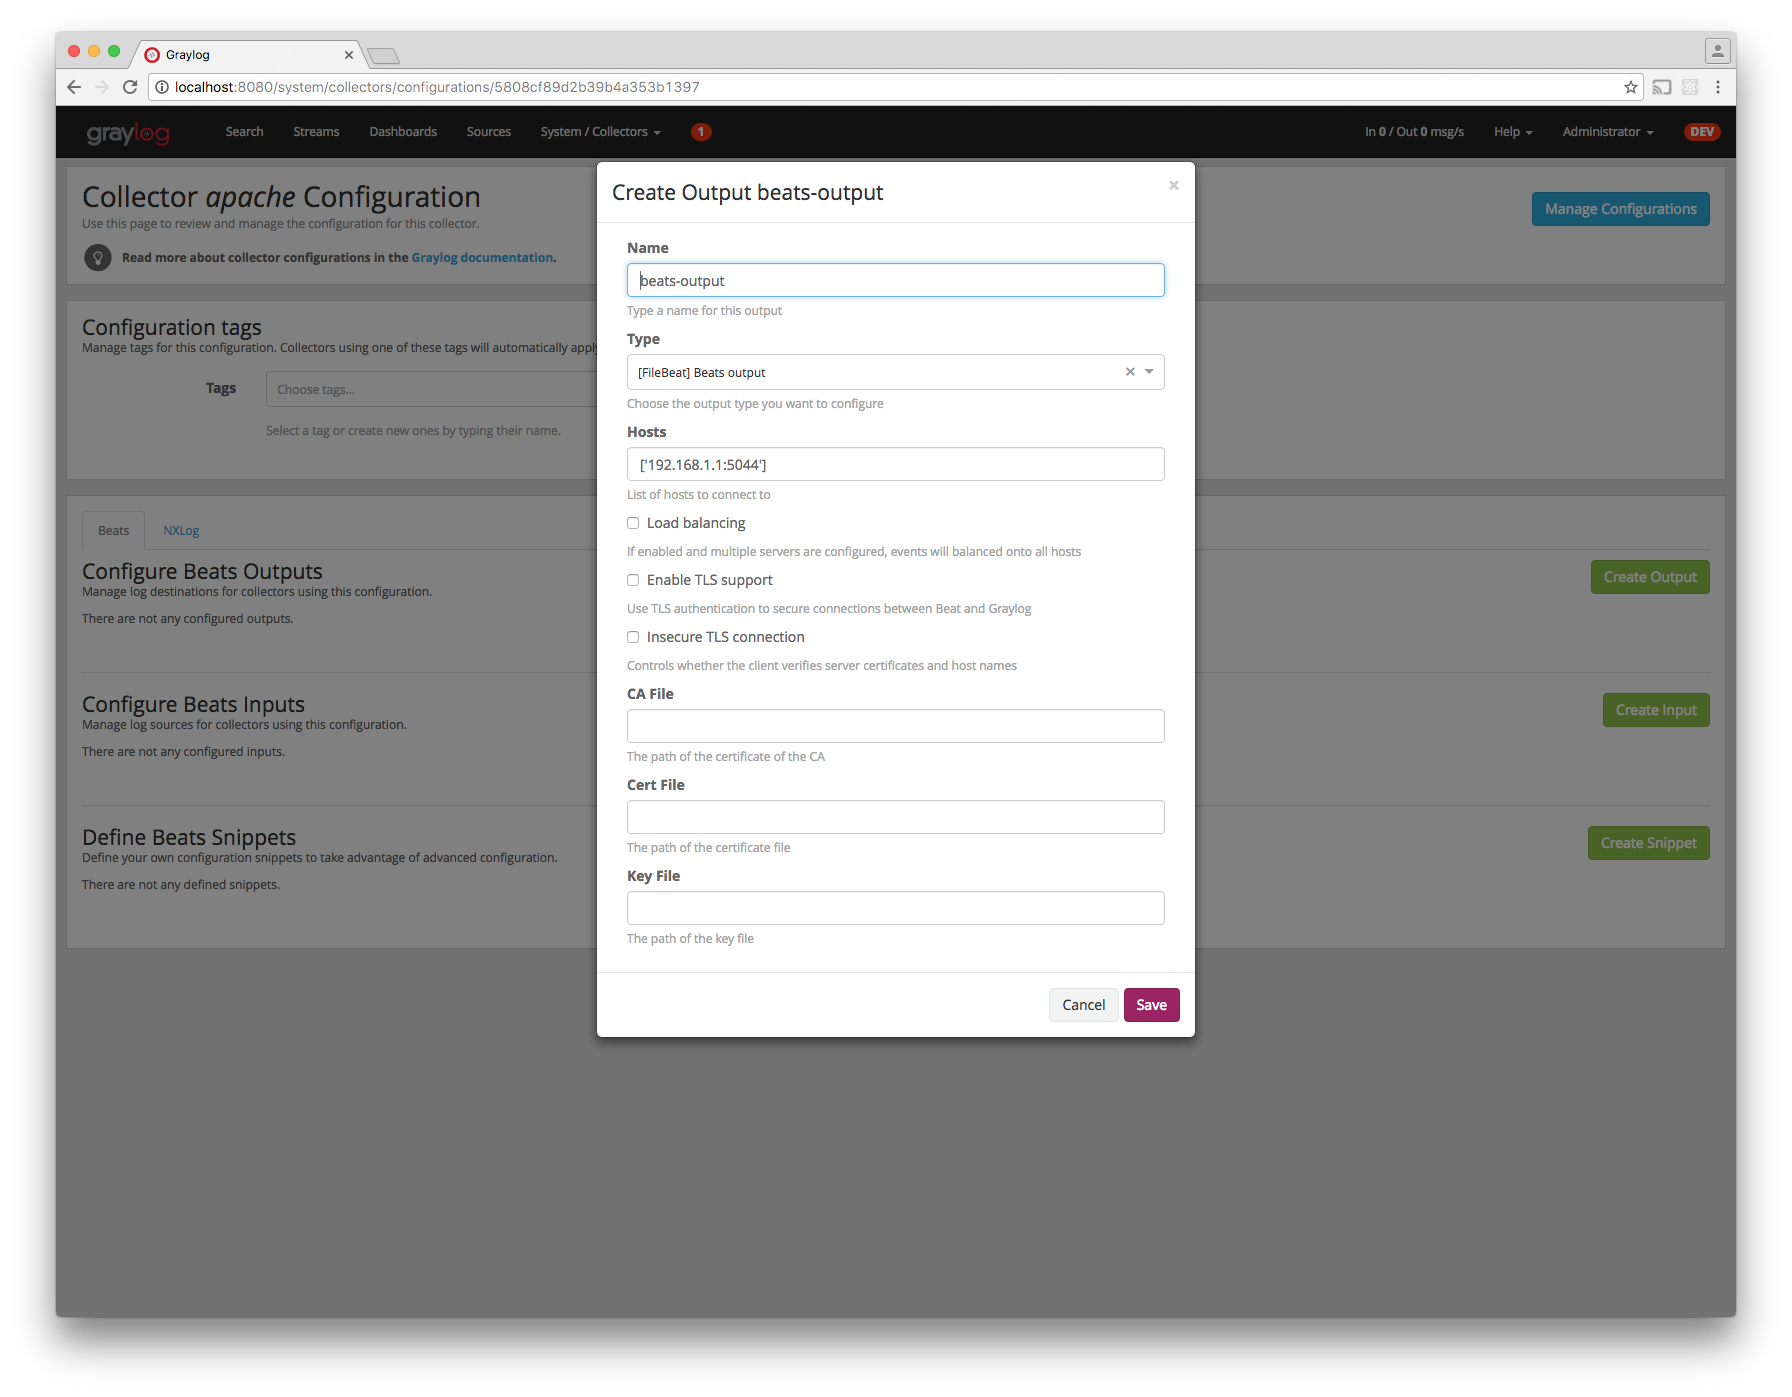 Graylog
localhost:8080/system/collectors/configurations/5808cf89d2b39b4a353b1397
graylog
Search
Streams
Dashboards
Sources
System / Collectors
1
In 0 / Out 0 msg/s
Help
Administrator
DEV
Collector apache Configuration
Use this page to review and manage the configuration for this collector.
Read more about collector configurations in the Graylog documentation.
Manage Configurations
Configuration tags
Manage tags for this configuration. Collectors using one of these tags will automatically apply
Tags
Choose tags...
Select a tag or create new ones by typing their name.
Beats
NXLog
Configure Beats Outputs
Manage log destinations for collectors using this configuration.
There are not any configured outputs.
Create Output
Configure Beats Inputs
Manage log sources for collectors using this configuration.
There are not any configured inputs.
Create Input
Define Beats Snippets
Define your own configuration snippets to take advantage of advanced configuration.
There are not any defined snippets.
Create Snippet
Create Output beats-output
Name
beats-output
Type a name for this output
Type
[FileBeat] Beats output
Choose the output type you want to configure
Hosts
['192.168.1.1:5044']
List of hosts to connect to
Load balancing
If enabled and multiple servers are configured, events will balanced onto all hosts
Enable TLS support
Use TLS authentication to secure connections between Beat and Graylog
Insecure TLS connection
Controls whether the client verifies server certificates and host names
CA File
The path of the certificate of the CA
Cert File
The path of the certificate file
Key File
The path of the key file
Cancel
Save